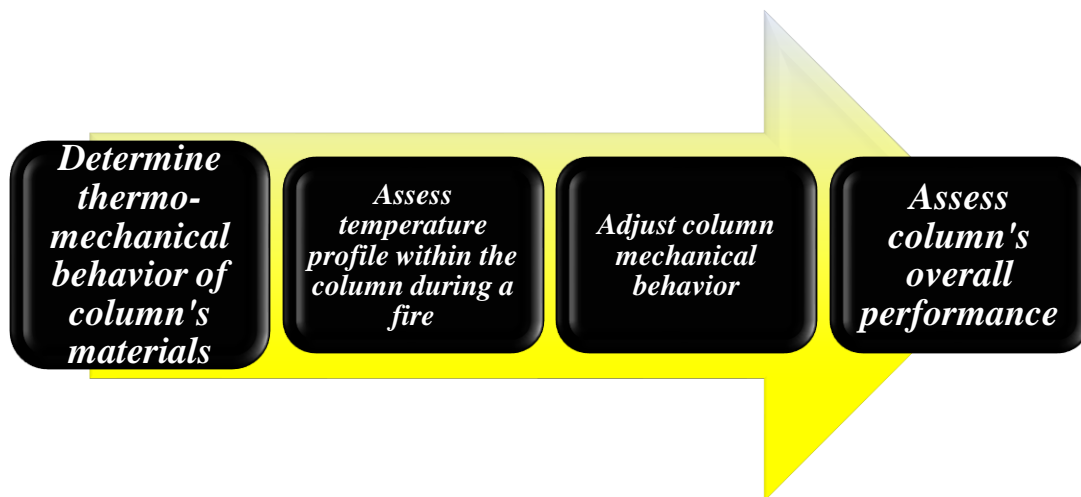 Determine
thermo-
mechanical
behavior of
column's
materials
Assess
temperature
profile within the
column during a
fire
Adjust column
mechanical
behavior
Assess
column's
overall
performance